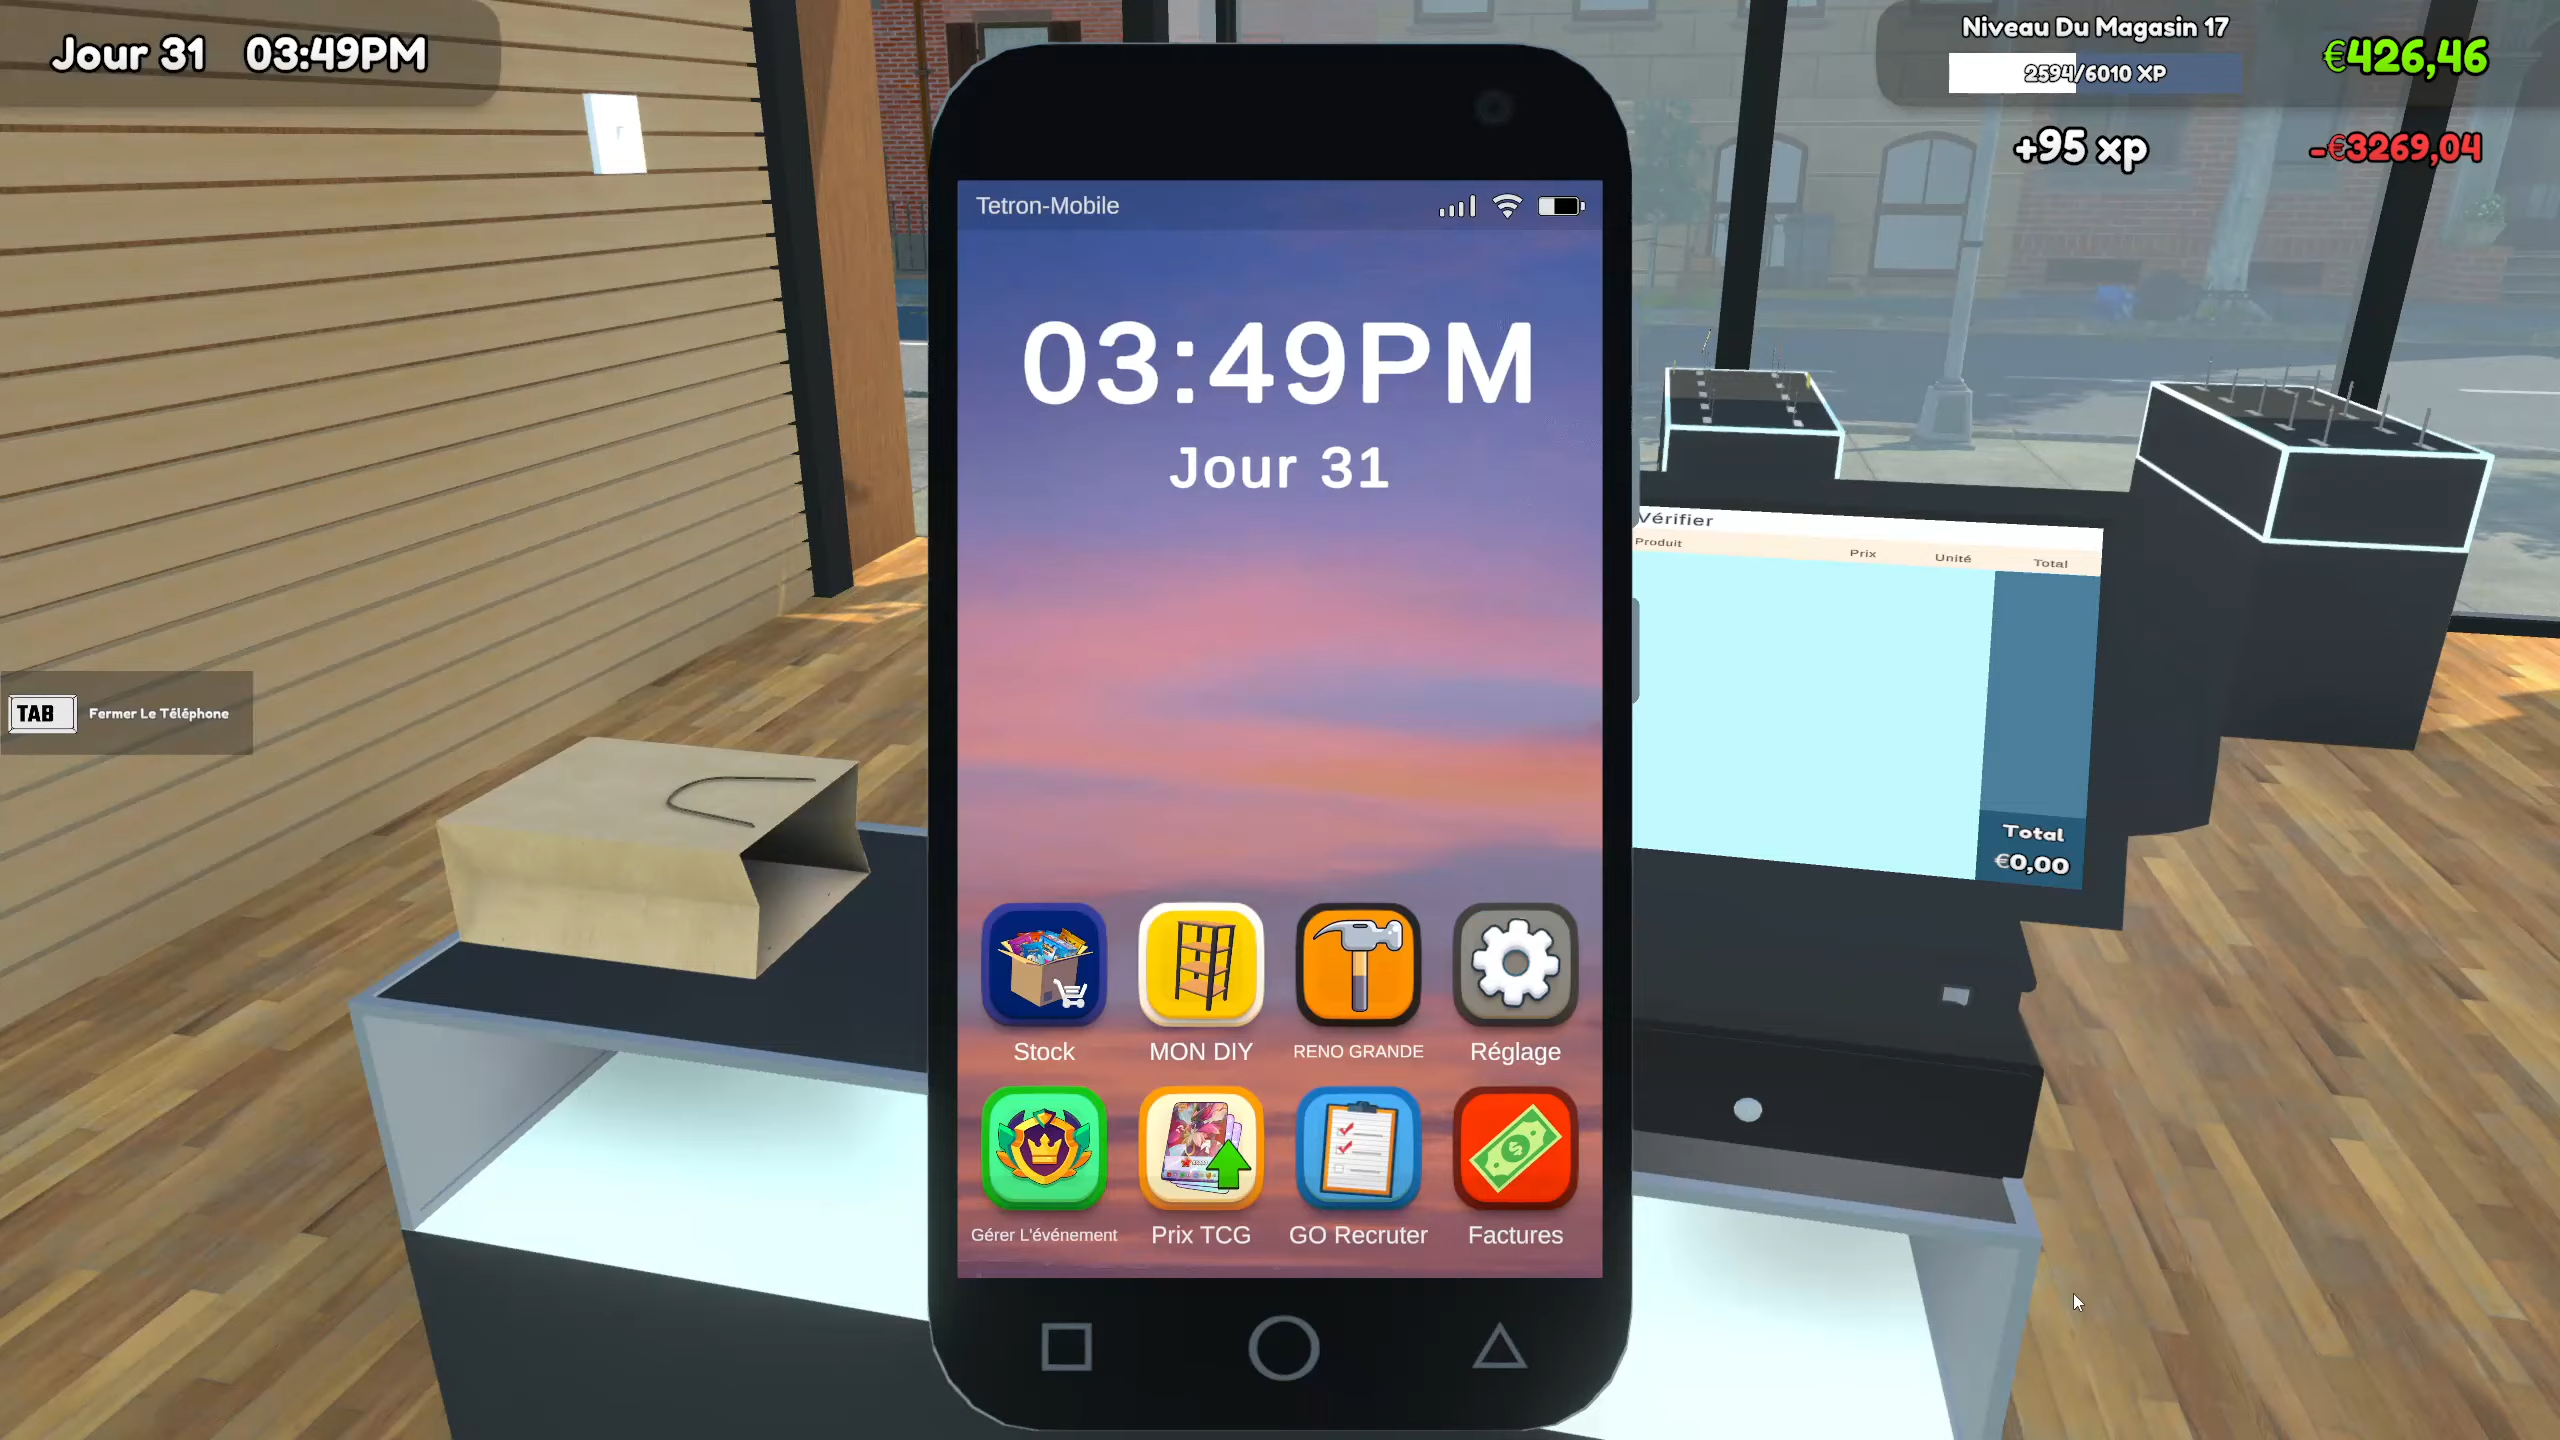 Jour 31 03:49PM
Niveau Du Magasin 17
2594/6010 XP
€426,46
+95 xp
-€3269,04
Tetron-Mobile
03:49PM
Jour 31
Vérifier
Produit Prix Unité Total
TAB Fermer Le Téléphone
Total
€0,00
Stock MON DIY RENO GRANDE Réglage
Gérer L'événement Prix TCG GO Recruter Factures